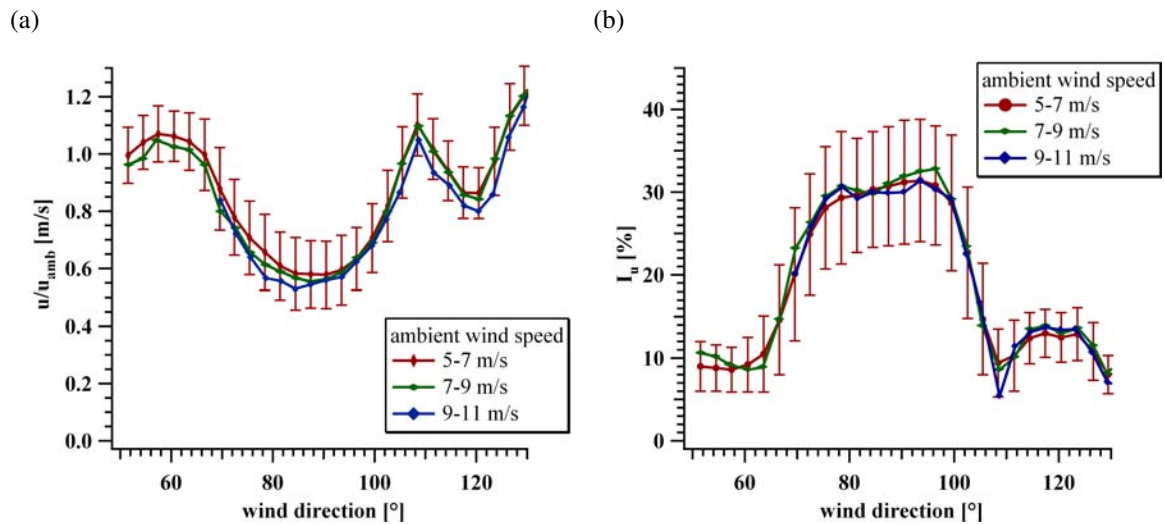 (a)
u/u_amb [m/s]
1.2
1.0
0.8
0.6
0.4
0.2
0.0
60
80
100
120
wind direction [°]
ambient wind speed
5-7 m/s
7-9 m/s
9-11 m/s
(b)
I_u [%]
40
30
20
10
0
60
80
100
120
wind direction [°]
ambient wind speed
5-7 m/s
7-9 m/s
9-11 m/s